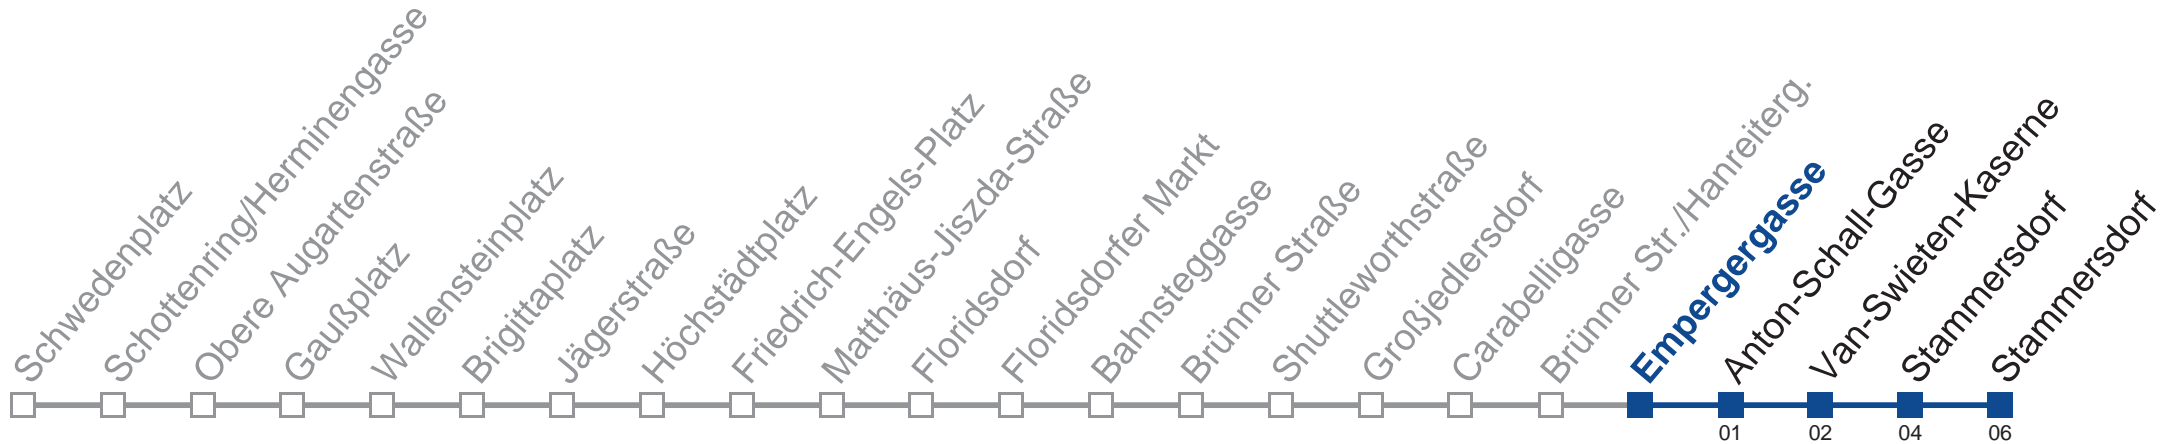 Schwedenplatz
Schottenring/Herminengasse
Obere Augartenstraße
Gaußplatz
Wallensteinplatz
Brigittaplatz
Jägerstraße
Höchstädtplatz
Friedrich-Engels-Platz
Matthäus-Jiszda-Straße
Floridsdorf
Floridsdorfer Markt
Bahnsteggasse
Brünner Straße
Shuttleworthstraße
Großjedlersdorf
Carabelligasse
Brünner Str./Hanreiterg.
Empergergasse
Anton-Schall-Gasse
Van-Swieten-Kaserne
Stammersdorf
Stammersdorf
01
02
04
06